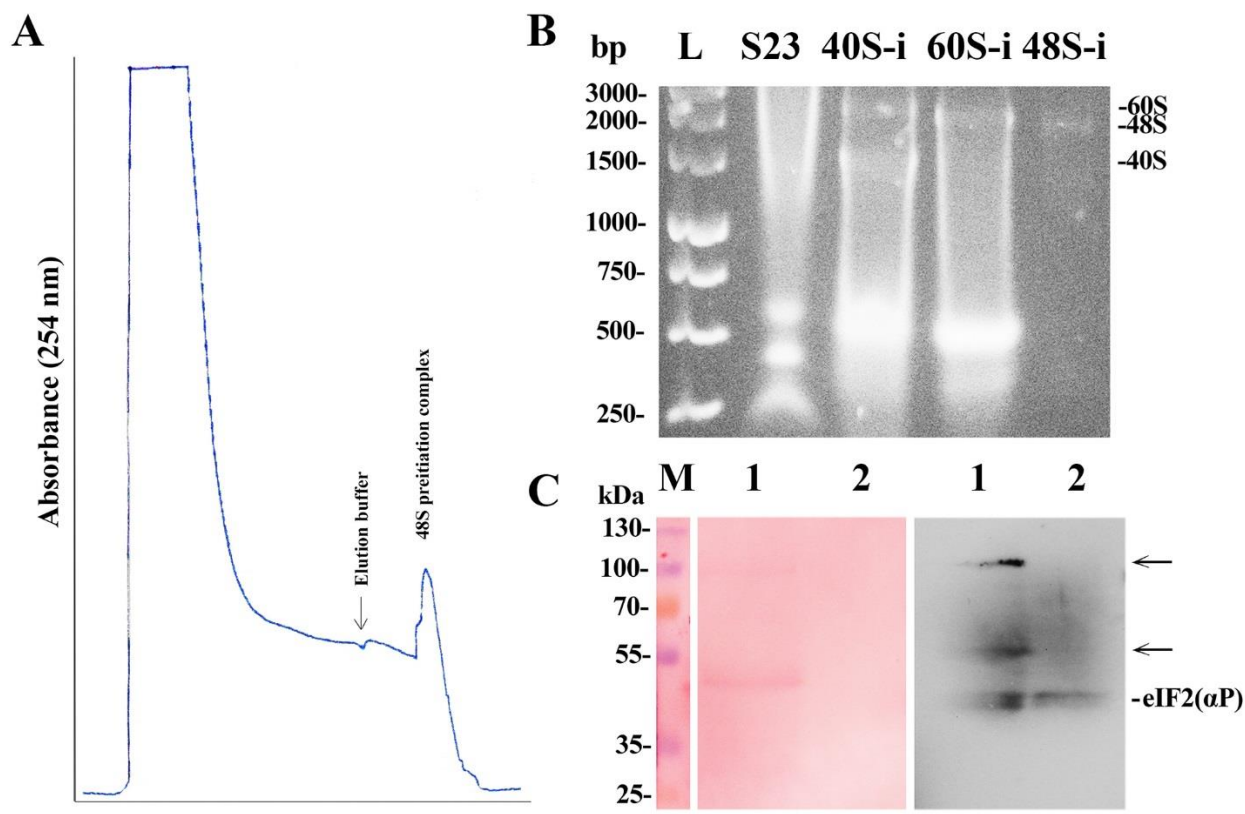 A
Absorbance (254 nm)
Elution buffer
48S preitiation complex
B
bp L S23 40S-i 60S-i 48S-i
3000-
2000-
1500-
1000-
750-
500-
250-
-60S
-48S
-40S
C
kDa M 1 2 1 2
130-
100-
70-
55-
35-
25-
-eIF2(αP)